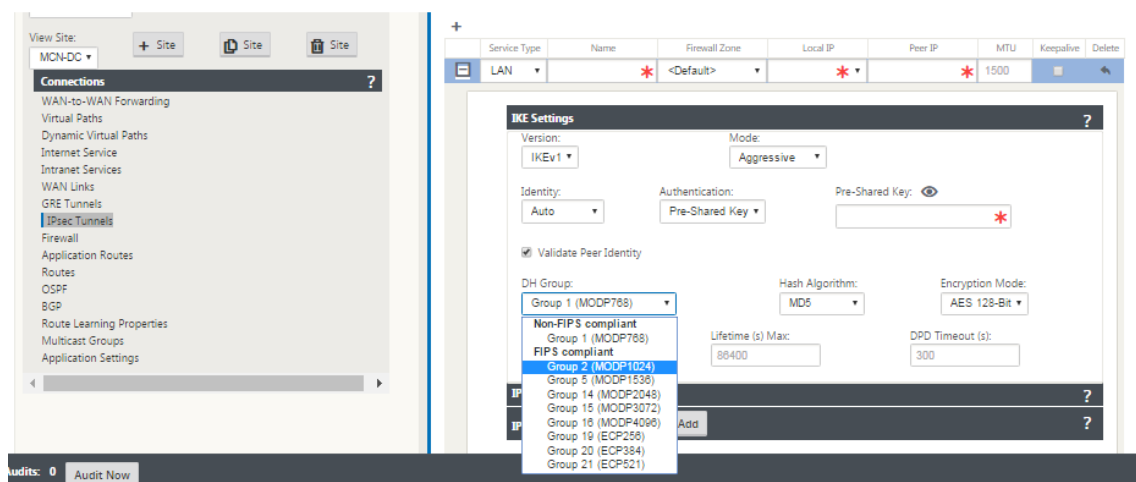 View Site:
MCN-DC
+ Site
Site
Site
Connections ?
WAN-to-WAN Forwarding
Virtual Paths
Dynamic Virtual Paths
Internet Service
Intranet Services
WAN Links
GRE Tunnels
IPsec Tunnels
Firewall
Application Routes
Routes
OSPF
BGP
Route Learning Properties
Multicast Groups
Application Settings
+
Service Type Name Firewall Zone Local IP Peer IP MTU Keepalive Delete
LAN * <Default> * * 1500
IKE Settings ?
Version: Mode:
IKEv1 Aggressive
Identity: Authentication: Pre-Shared Key:
Auto Pre-Shared Key *
Validate Peer Identity
DH Group: Hash Algorithm: Encryption Mode:
Group 1 (MODP768) MD5 AES 128-Bit
Non-FIPS compliant
Group 1 (MODP768)
FIPS compliant
Group 2 (MODP1024)
Group 5 (MODP1536)
Group 14 (MODP2048)
Group 15 (MODP3072)
Group 16 (MODP4096)
Group 19 (ECP256)
Group 20 (ECP384)
Group 21 (ECP521)
Lifetime (s) Max: DPD Timeout (s):
86400 300
IP ?
IP Add ?
Audits: 0 Audit Now